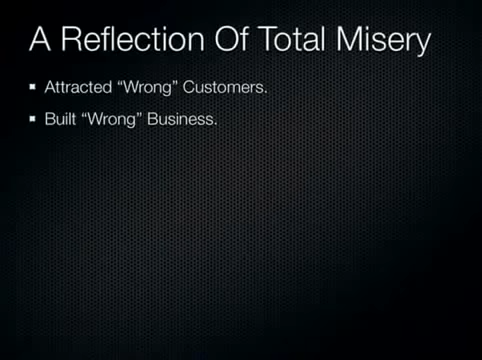 A Reflection Of Total Misery
Attracted “Wrong” Customers.
Built “Wrong” Business.